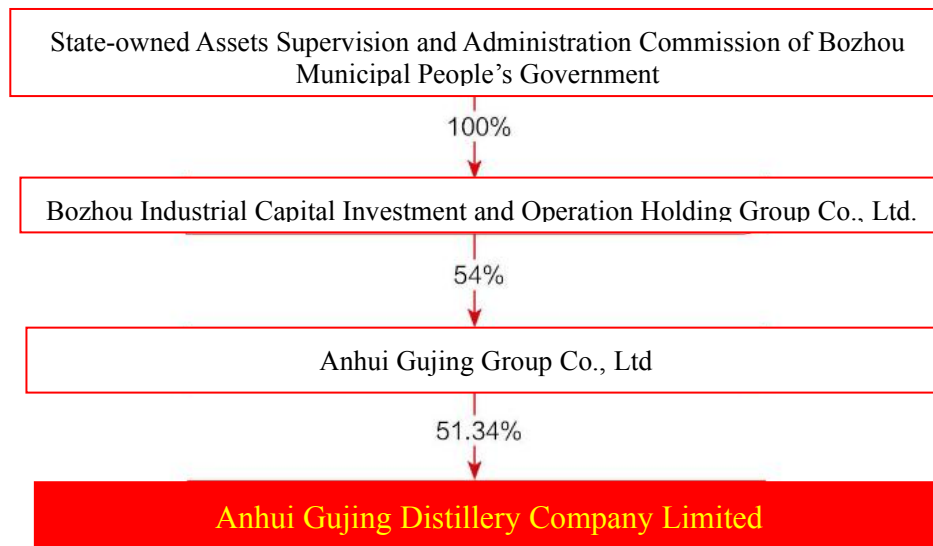 State-owned Assets Supervision and Administration Commission of Bozhou
Municipal People’s Government
100%
Bozhou Industrial Capital Investment and Operation Holding Group Co., Ltd.
54%
Anhui Gujing Group Co., Ltd
51.34%
Anhui Gujing Distillery Company Limited